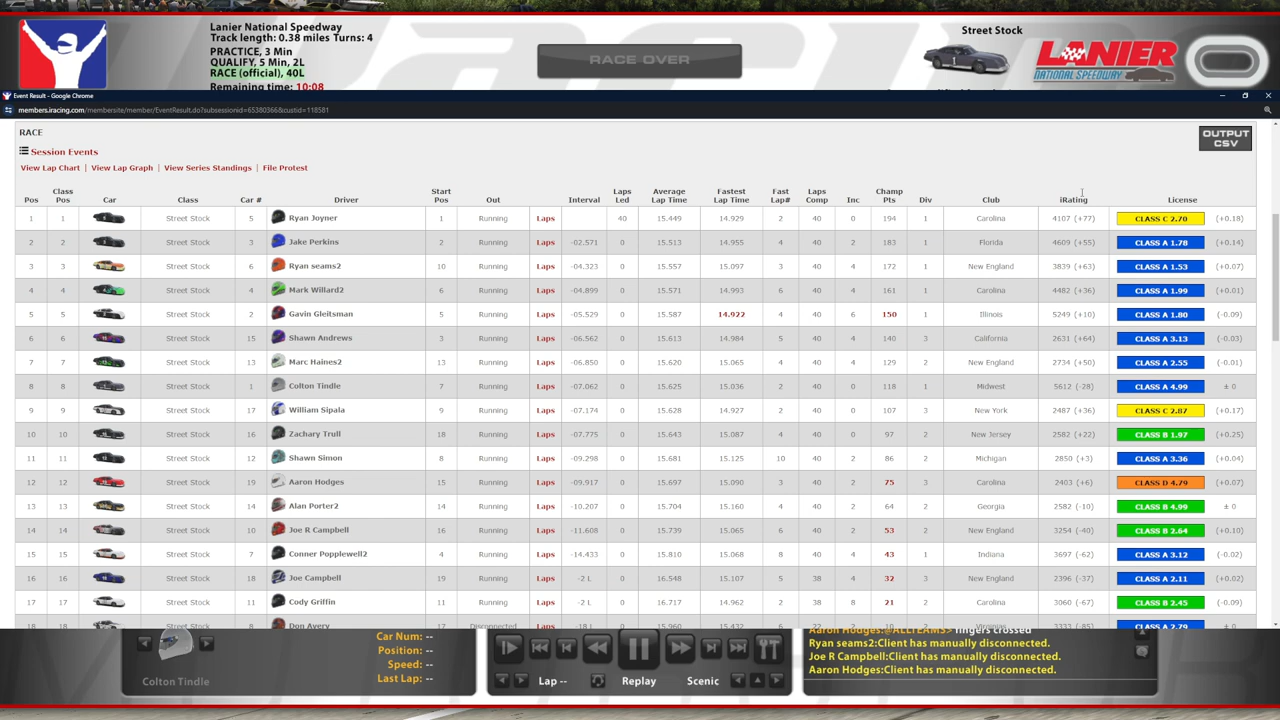 Lanier National Speedway
Track length: 0.38 miles Turns: 4
PRACTICE, 3 Min
QUALIFY, 5 Min, 2L
RACE (official), 40L
Remaining time: 10:08
RACE OVER
Street Stock
LANIER
NATIONAL SPEEDWAY
Event Result - Google Chrome
members.iracing.com/membersite/member/EventResult.do?subsessionid=65380366&custid=118581
RACE
OUTPUT CSV
Session Events
View Lap Chart | View Lap Graph | View Series Standings | File Protest
Pos Class Pos Car Class Car # Driver Start Pos Out Interval Laps Led Average Lap Time Fastest Lap Time Fast Lap# Laps Comp Inc Champ Pts Div Club iRating License
1 1 Street Stock 5 Ryan Joyner 1 Running Laps 40 15.449 14.929 2 40 0 194 1 Carolina 4107 (+77) CLASS C 2.70 (+0.18)
2 2 Street Stock 3 Jake Perkins 2 Running Laps -02.571 0 15.513 14.955 4 40 2 183 1 Florida 4609 (+55) CLASS A 1.78 (+0.14)
3 3 Street Stock 6 Ryan seams2 10 Running Laps -04.323 0 15.557 15.097 2 40 4 172 1 New England 3839 (+63) CLASS A 1.53 (+0.07)
4 4 Street Stock 4 Mark Willard2 6 Running Laps -04.899 0 15.571 14.993 6 40 4 161 1 Carolina 4482 (+36) CLASS A 1.99 (+0.01)
5 5 Street Stock 2 Gavin Gleitsman 5 Running Laps -05.529 0 15.587 14.922 4 40 6 150 1 Illinois 5249 (+10) CLASS A 1.80 (-0.09)
6 6 Street Stock 15 Shawn Andrews 3 Running Laps -06.562 0 15.613 14.984 5 40 4 140 3 California 2631 (+64) CLASS A 3.13 (-0.03)
7 7 Street Stock 13 Marc Haines2 13 Running Laps -06.850 0 15.620 15.065 4 40 4 129 2 New England 2734 (+50) CLASS A 2.55 (-0.01)
8 8 Street Stock 1 Colton Tindle 7 Running Laps -07.062 0 15.625 15.036 2 40 0 118 1 Midwest 5612 (-28) CLASS A 4.99 ± 0
9 9 Street Stock 17 William Sipala 9 Running Laps -07.174 0 15.628 14.927 2 40 0 107 3 New York 2487 (+36) CLASS C 2.87 (+0.17)
10 10 Street Stock 16 Zachary Trull 18 Running Laps -07.775 0 15.643 15.087 4 40 0 97 2 New Jersey 2582 (+22) CLASS B 1.97 (+0.25)
11 11 Street Stock 12 Shawn Simon 8 Running Laps -09.298 0 15.681 15.125 10 40 2 86 2 Michigan 2850 (+3) CLASS A 3.36 (+0.04)
12 12 Street Stock 19 Aaron Hodges 15 Running Laps -09.917 0 15.697 15.090 3 40 2 75 3 Carolina 2403 (+6) CLASS D 4.79 (+0.07)
13 13 Street Stock 14 Alan Porter2 14 Running Laps -10.207 0 15.704 15.160 4 40 2 64 2 Georgia 2582 (-10) CLASS B 4.99 ± 0
14 14 Street Stock 10 Joe R Campbell 16 Running Laps -11.608 0 15.739 15.065 6 40 2 53 2 New England 3254 (-40) CLASS B 2.64 (+0.10)
15 15 Street Stock 7 Conner Popplewell2 4 Running Laps -14.433 0 15.810 15.068 8 40 4 43 1 Indiana 3697 (-62) CLASS A 3.12 (-0.02)
16 16 Street Stock 18 Joe Campbell 19 Running Laps -2 L 0 16.548 15.107 5 38 4 32 3 New England 2396 (-37) CLASS A 2.11 (+0.02)
17 17 Street Stock 11 Cody Griffin 11 Running Laps -2 L 0 16.717 14.962 2 38 8 21 2 Carolina 3060 (-67) CLASS B 2.45 (-0.09)
18 18 Street Stock 8 Don Avery Disconnected Laps -18 L 0 15.960 15.432 Virginias 3333 (-85) CLASS A 2.79
Aaron Hodges:@ALLTEAMS> fingers crossed
Ryan seams2:Client has manually disconnected.
Joe R Campbell:Client has manually disconnected.
Aaron Hodges:Client has manually disconnected.
Colton Tindle
Car Num: --
Position: --
Speed: --
Last Lap: --
Lap --
Replay
Scenic